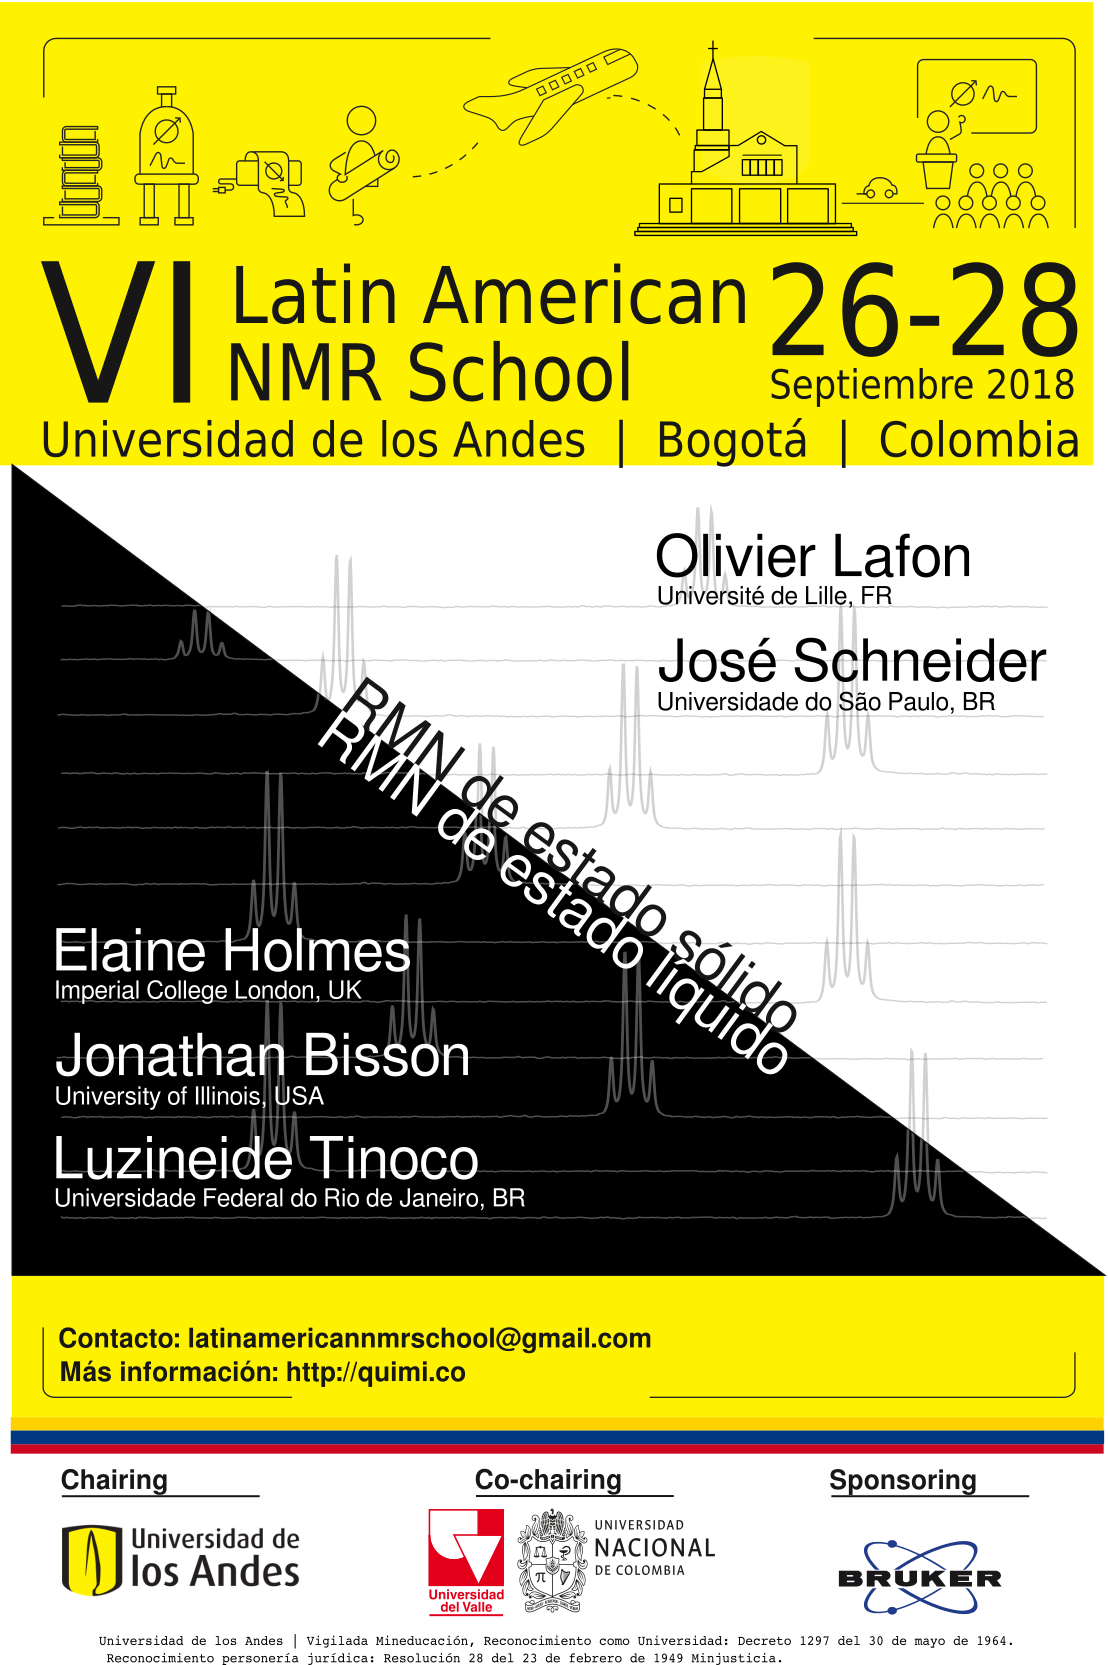 VI Latin American
NMR School
26-28
Septiembre 2018
Universidad de los Andes | Bogotá | Colombia
Olivier Lafon
Université de Lille, FR
José Schneider
Universidade do São Paulo, BR
RMN de estado sólido
RMN de estado líquido
Elaine Holmes
Imperial College London, UK
Jonathan Bisson
University of Illinois, USA
Luzineide Tinoco
Universidade Federal do Rio de Janeiro, BR
Contacto: latinamericannmrschool@gmail.com
Más información: http://quimi.co
Chairing
Universidad de
los Andes
Co-chairing
Universidad
del Valle
UNIVERSIDAD
NACIONAL
DE COLOMBIA
Sponsoring
BRUKER
Universidad de los Andes | Vigilada Mineducación, Reconocimiento como Universidad: Decreto 1297 del 30 de mayo de 1964.
Reconocimiento personería jurídica: Resolución 28 del 23 de febrero de 1949 Minjusticia.